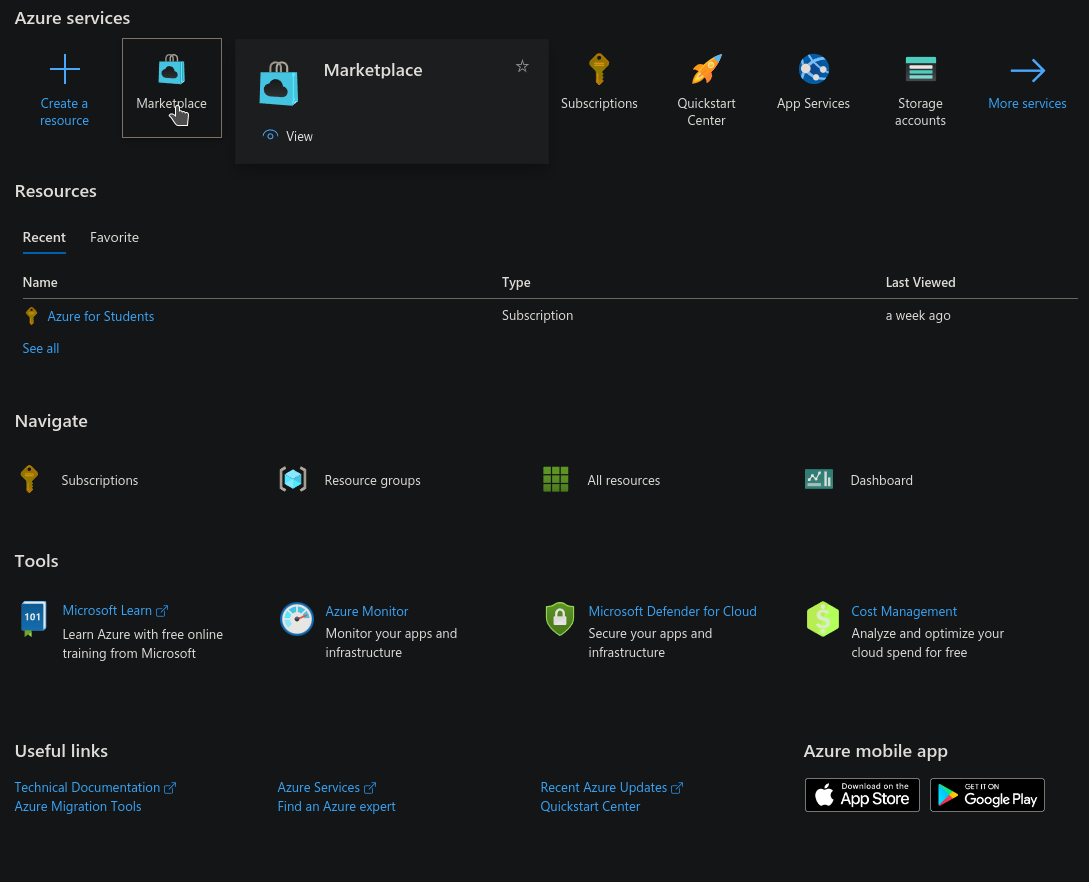 Azure services
Create a
resource
Marketplace
Marketplace
View
Subscriptions
Quickstart
Center
App Services
Storage
accounts
More services
Resources
Recent
Favorite
Name
Type
Last Viewed
Azure for Students
Subscription
a week ago
See all
Navigate
Subscriptions
Resource groups
All resources
Dashboard
Tools
101
Microsoft Learn
Learn Azure with free online
training from Microsoft
Azure Monitor
Monitor your apps and
infrastructure
Microsoft Defender for Cloud
Secure your apps and
infrastructure
$
Cost Management
Analyze and optimize your
cloud spend for free
Useful links
Technical Documentation
Azure Migration Tools
Azure Services
Find an Azure expert
Recent Azure Updates
Quickstart Center
Azure mobile app
Download on the
App Store
GET IT ON
Google Play